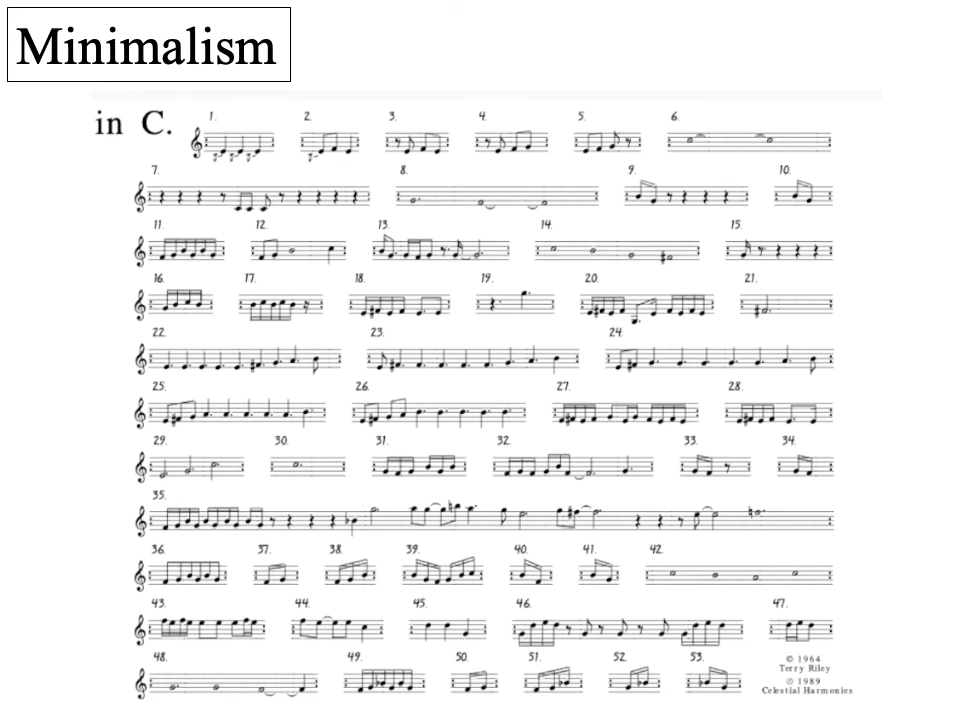 Minimalism
in C.
1. 2. 3. 4. 5. 6.
7. 8. 9. 10.
11. 12. 13. 14. 15.
16. 17. 18. 19. 20. 21.
22. 23. 24.
25. 26. 27. 28.
29. 30. 31. 32. 33. 34.
35.
36. 37. 38. 39. 40. 41. 42.
43. 44. 45. 46. 47.
48. 49. 50. 51. 52. 53.
© 1964
Terry Riley
℗ 1989
Celestial Harmonies